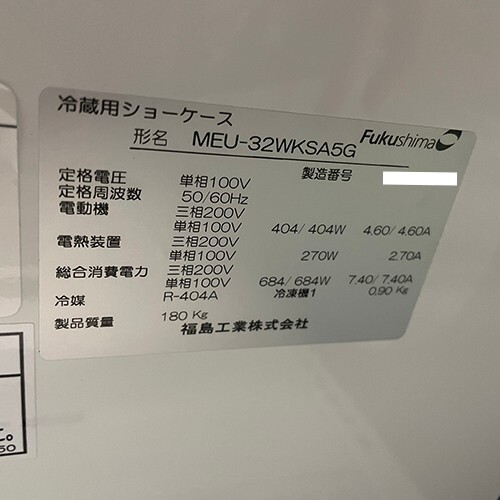 冷蔵用ショーケース
Fukushima
形名 MEU-32WKSA5G
製造番号
定格電圧 単相100V
定格周波数 50/60Hz
電動機 三相200V
単相100V 404/404W 4.60/4.60A
電熱装置 三相200V
単相100V 270W 2.70A
総合消費電力 三相200V
単相100V 684/684W 7.40/7.40A
冷媒 R-404A 冷凍機1 0.90 Kg
製品質量 180 Kg
福島工業株式会社
た。
50